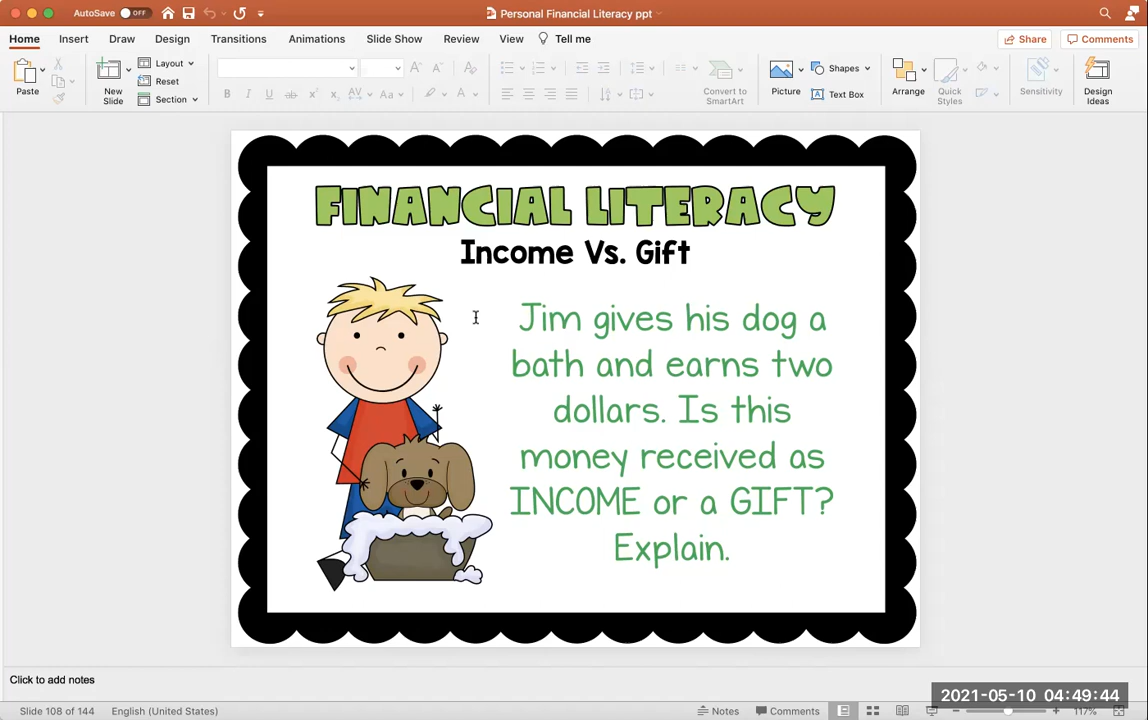 AutoSave OFF
Personal Financial Literacy ppt
Home Insert Draw Design Transitions Animations Slide Show Review View Tell me
Share Comments
Paste
New
Slide
Layout
Reset
Section
Convert to
SmartArt
Picture
Shapes
Text Box
Arrange
Quick
Styles
Sensitivity
Design
Ideas
FINANCIAL LITERACY
Income Vs. Gift
Jim gives his dog a
bath and earns two
dollars. Is this
money received as
INCOME or a GIFT?
Explain.
Click to add notes
2021-05-10 04:49:44
Slide 108 of 144 English (United States) Notes Comments 117%